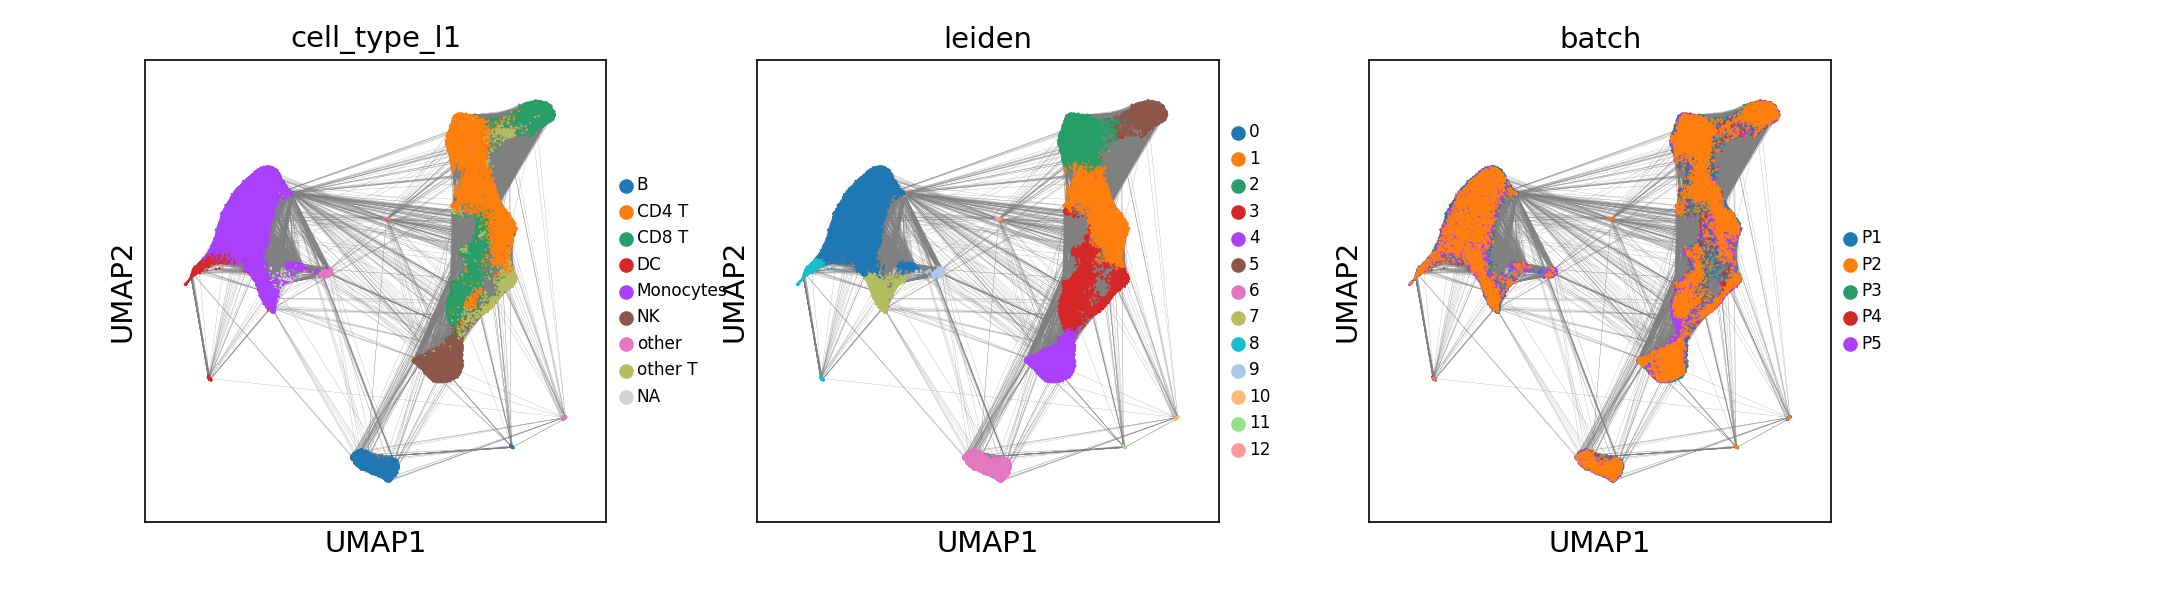 cell_type_l1
UMAP2
UMAP1
B
CD4 T
CD8 T
DC
Monocytes
NK
other
other T
NA
leiden
UMAP2
UMAP1
0
1
2
3
4
5
6
7
8
9
10
11
12
batch
UMAP2
UMAP1
P1
P2
P3
P4
P5